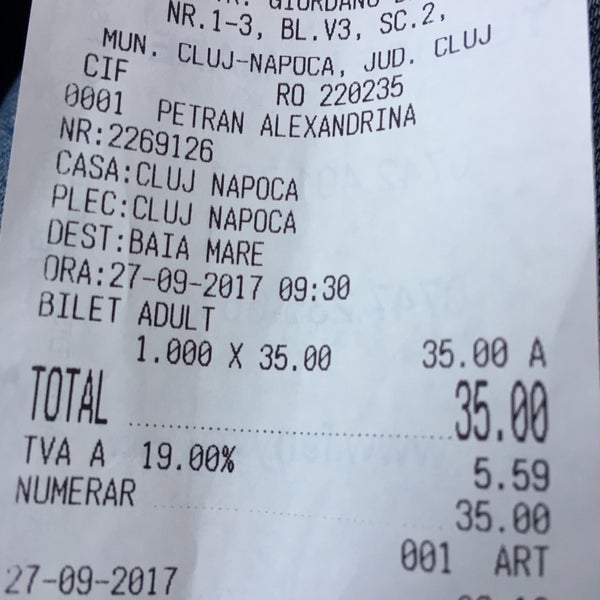 GIORDANO
NR.1-3, BL.V3, SC.2,
MUN. CLUJ-NAPOCA, JUD. CLUJ
CIF RO 220235
0001 PETRAN ALEXANDRINA
NR:2269126
CASA:CLUJ NAPOCA
PLEC:CLUJ NAPOCA
DEST:BAIA MARE
ORA:27-09-2017 09:30
BILET ADULT
1.000 X 35.00 35.00 A
TOTAL 35.00
TVA A 19.00% 5.59
NUMERAR 35.00
001 ART
27-09-2017